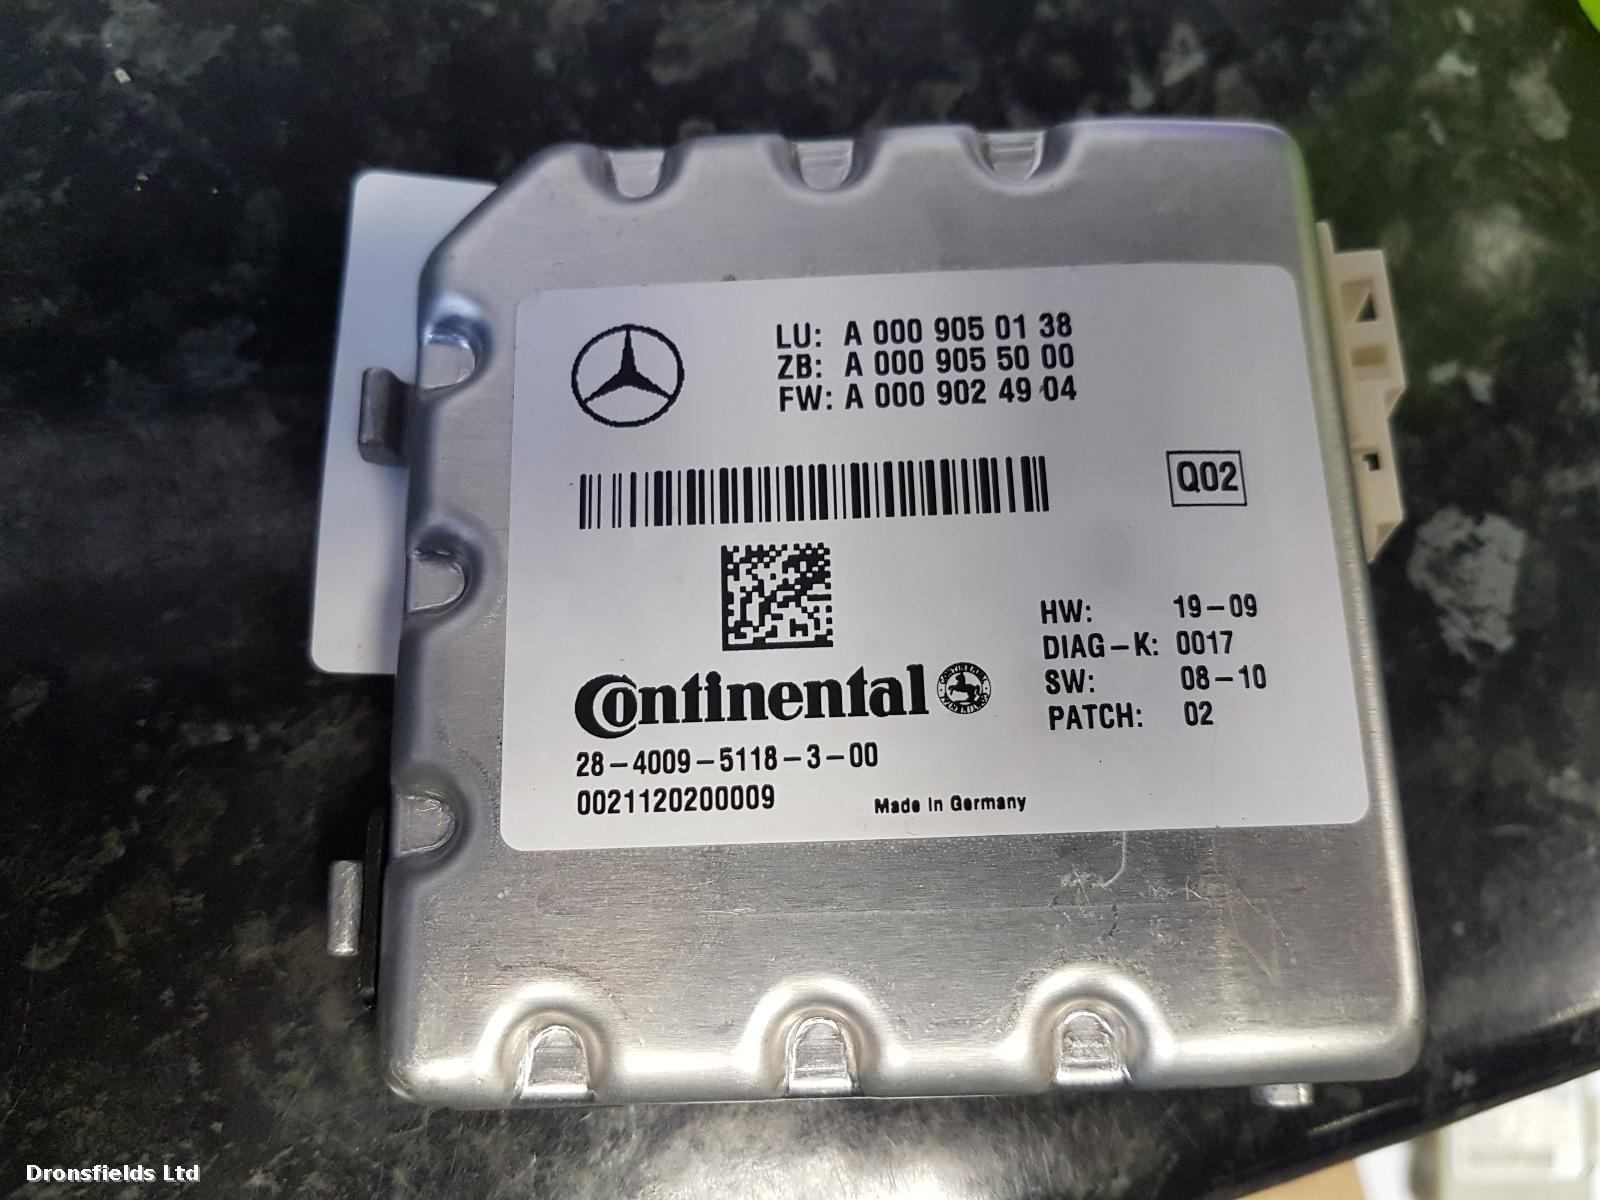 LU: A 000 905 01 38
ZB: A 000 905 50 00
FW: A 000 902 49 04
Q02
HW: 19-09
DIAG-K: 0017
SW: 08-10
PATCH: 02
Continental
28-4009-5118-3-00
0021120200009
Made in Germany
Dronsfields Ltd